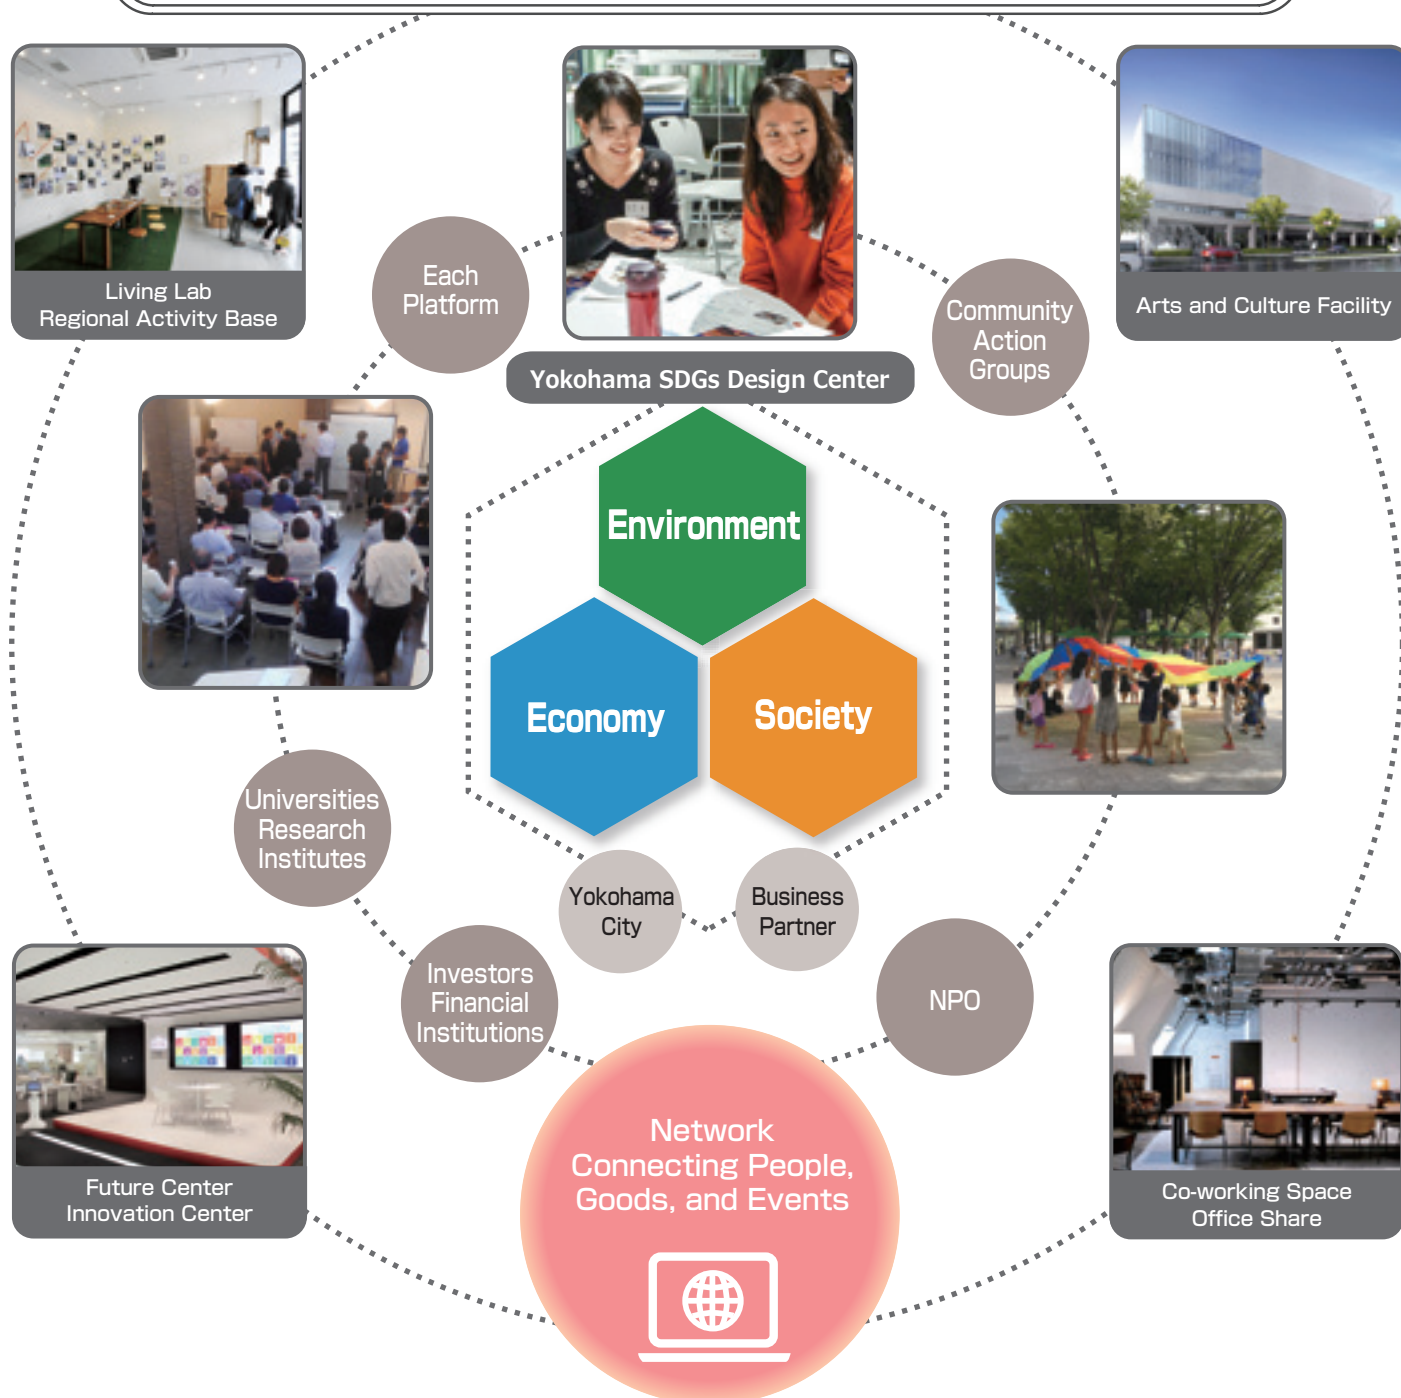 Living Lab
Regional Activity Base
Each
Platform
Community
Action
Groups
Arts and Culture Facility
Yokohama SDGs Design Center
Environment
Economy
Society
Universities
Research
Institutes
Yokohama
City
Business
Partner
Investors
Financial
Institutions
NPO
Network
Connecting People,
Goods, and Events
Future Center
Innovation Center
Co-working Space
Office Share